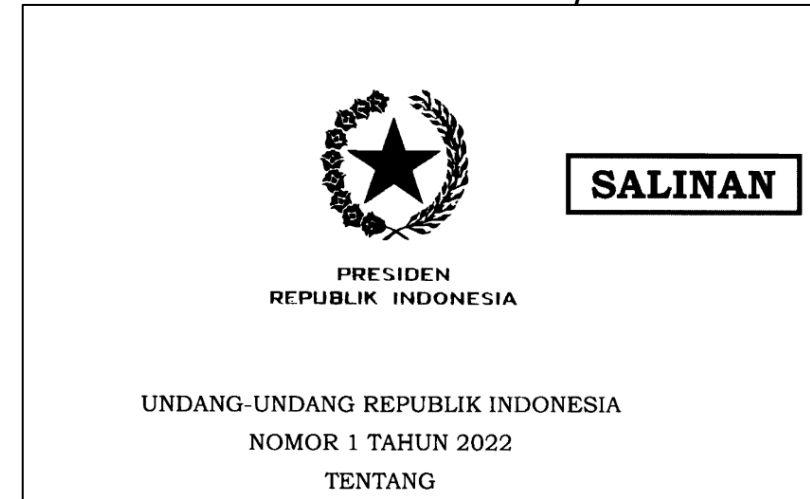 SALINAN
PRESIDEN
REPUBLIK INDONESIA
UNDANG-UNDANG REPUBLIK INDONESIA
NOMOR 1 TAHUN 2022
TENTANG